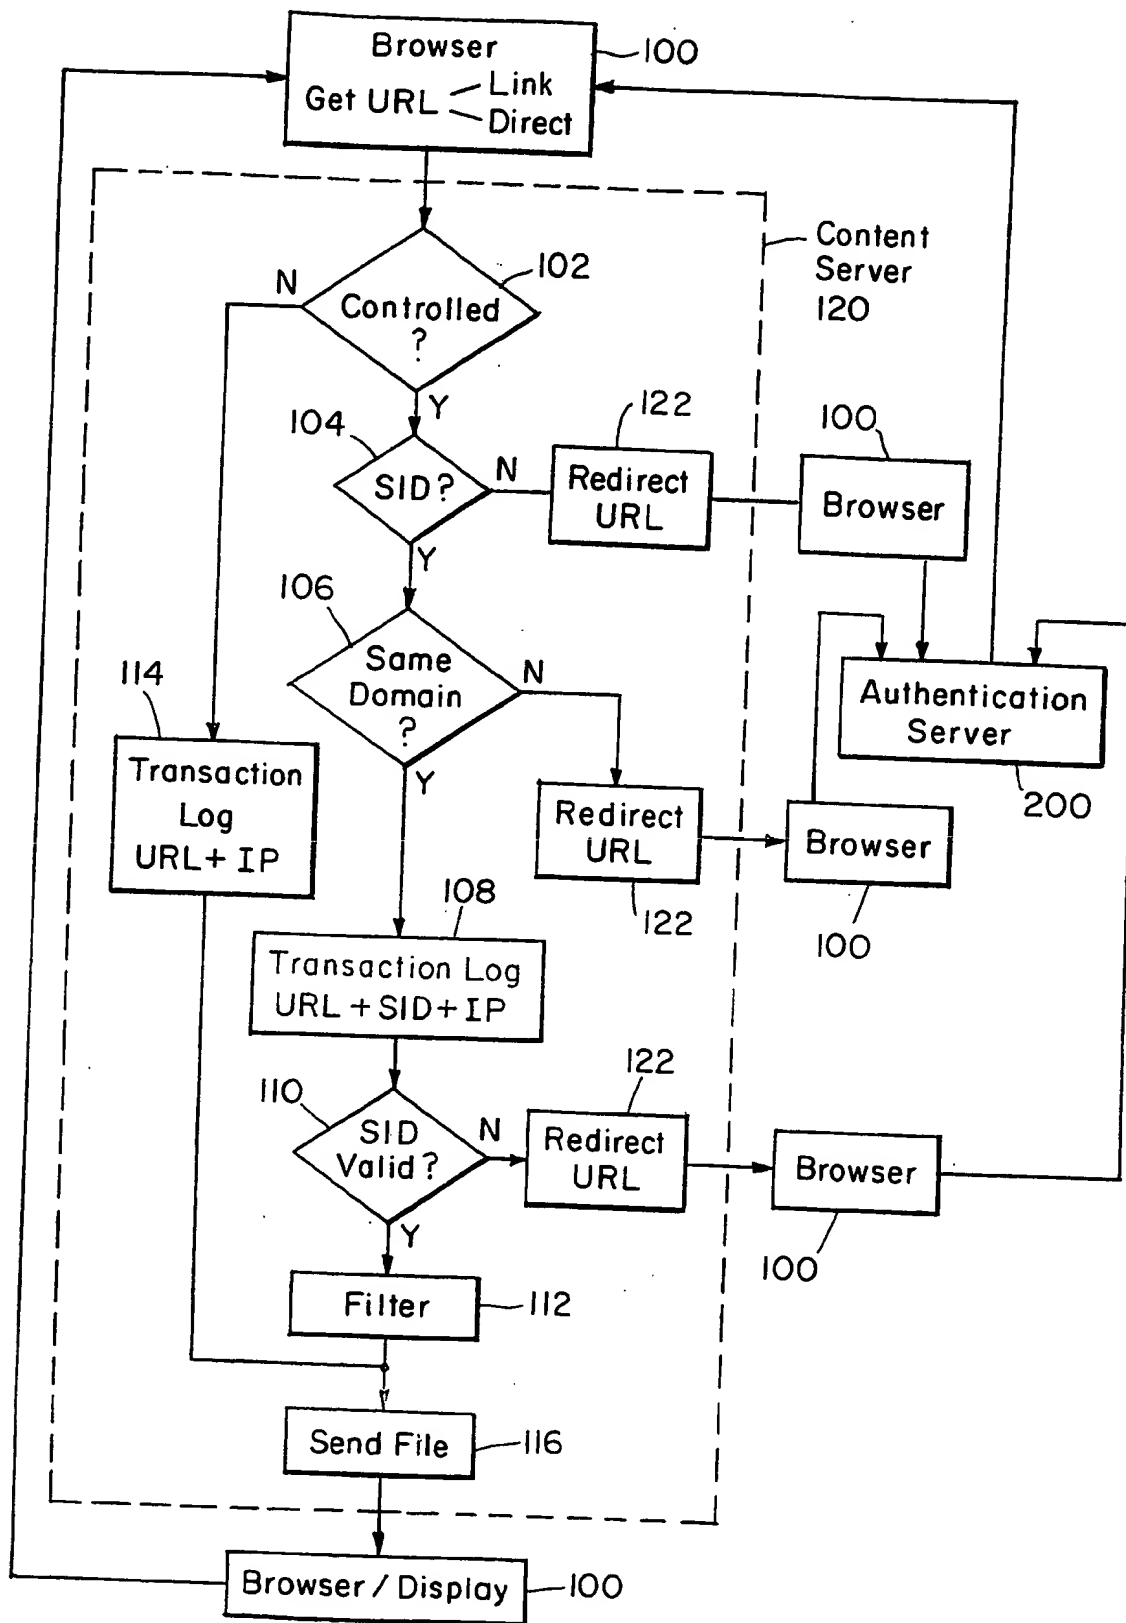 Browser
100
Get URL
Link
Direct
Content
Server
120
102
N
Controlled
?
Y
104
SID?
N
122
Redirect
URL
100
Browser
Y
106
Same
Domain
?
N
Authentication
Server
200
114
Transaction
Log
URL+ IP
Y
Redirect
URL
122
Browser
100
108
Transaction Log
URL + SID+ IP
110
SID
Valid?
N
122
Redirect
URL
Browser
100
Y
Filter
112
Send File
116
Browser / Display
100